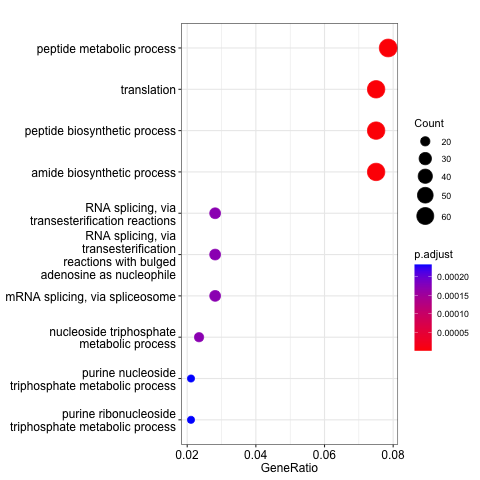 peptide metabolic process
translation
peptide biosynthetic process
amide biosynthetic process
RNA splicing, via
transesterification reactions
RNA splicing, via
transesterification
reactions with bulged
adenosine as nucleophile
mRNA splicing, via spliceosome
nucleoside triphosphate
metabolic process
purine nucleoside
triphosphate metabolic process
purine ribonucleoside
triphosphate metabolic process
0.02 0.04 0.06 0.08
GeneRatio
Count
20
30
40
50
60
p.adjust
0.00020
0.00015
0.00010
0.00005